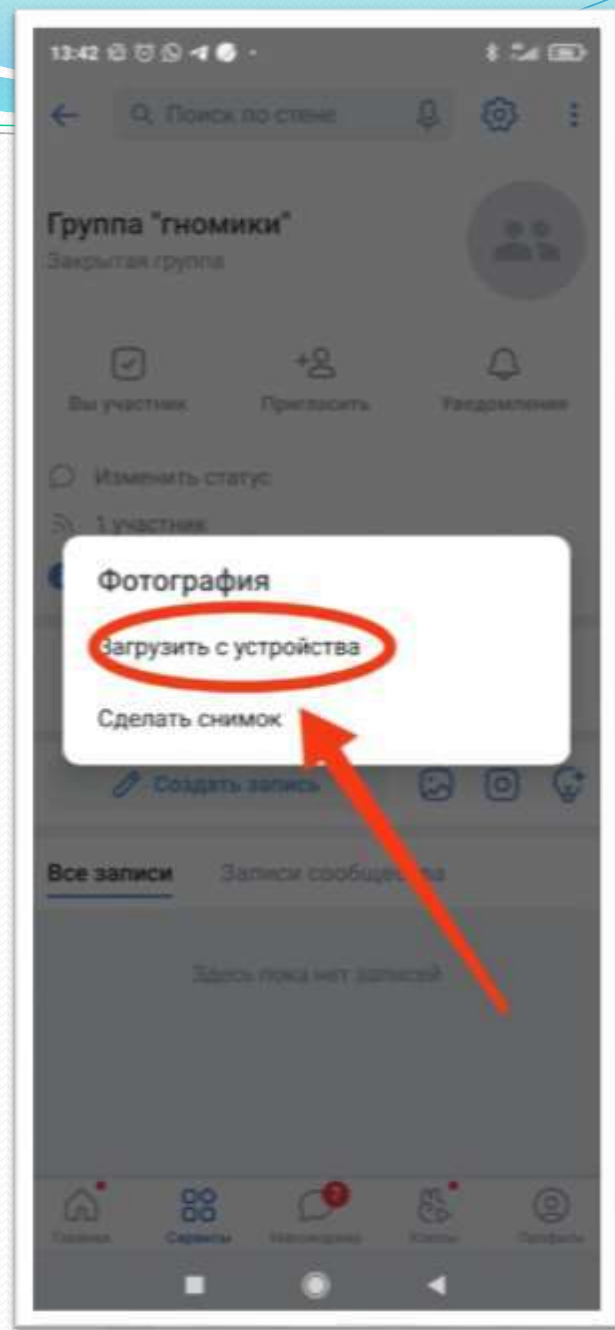 13:42
Поиск по стене
Группа "гномики"
Закрытая группа
Вы участник
Пригласить
Уведомления
Изменить статус
1 участник
Фотография
Загрузить с устройства
Сделать снимок
Создать запись
Все записи
Записи сообщества
Здесь пока нет записей
Главная
Сервисы
Мессенджер
Клипы
Профиль